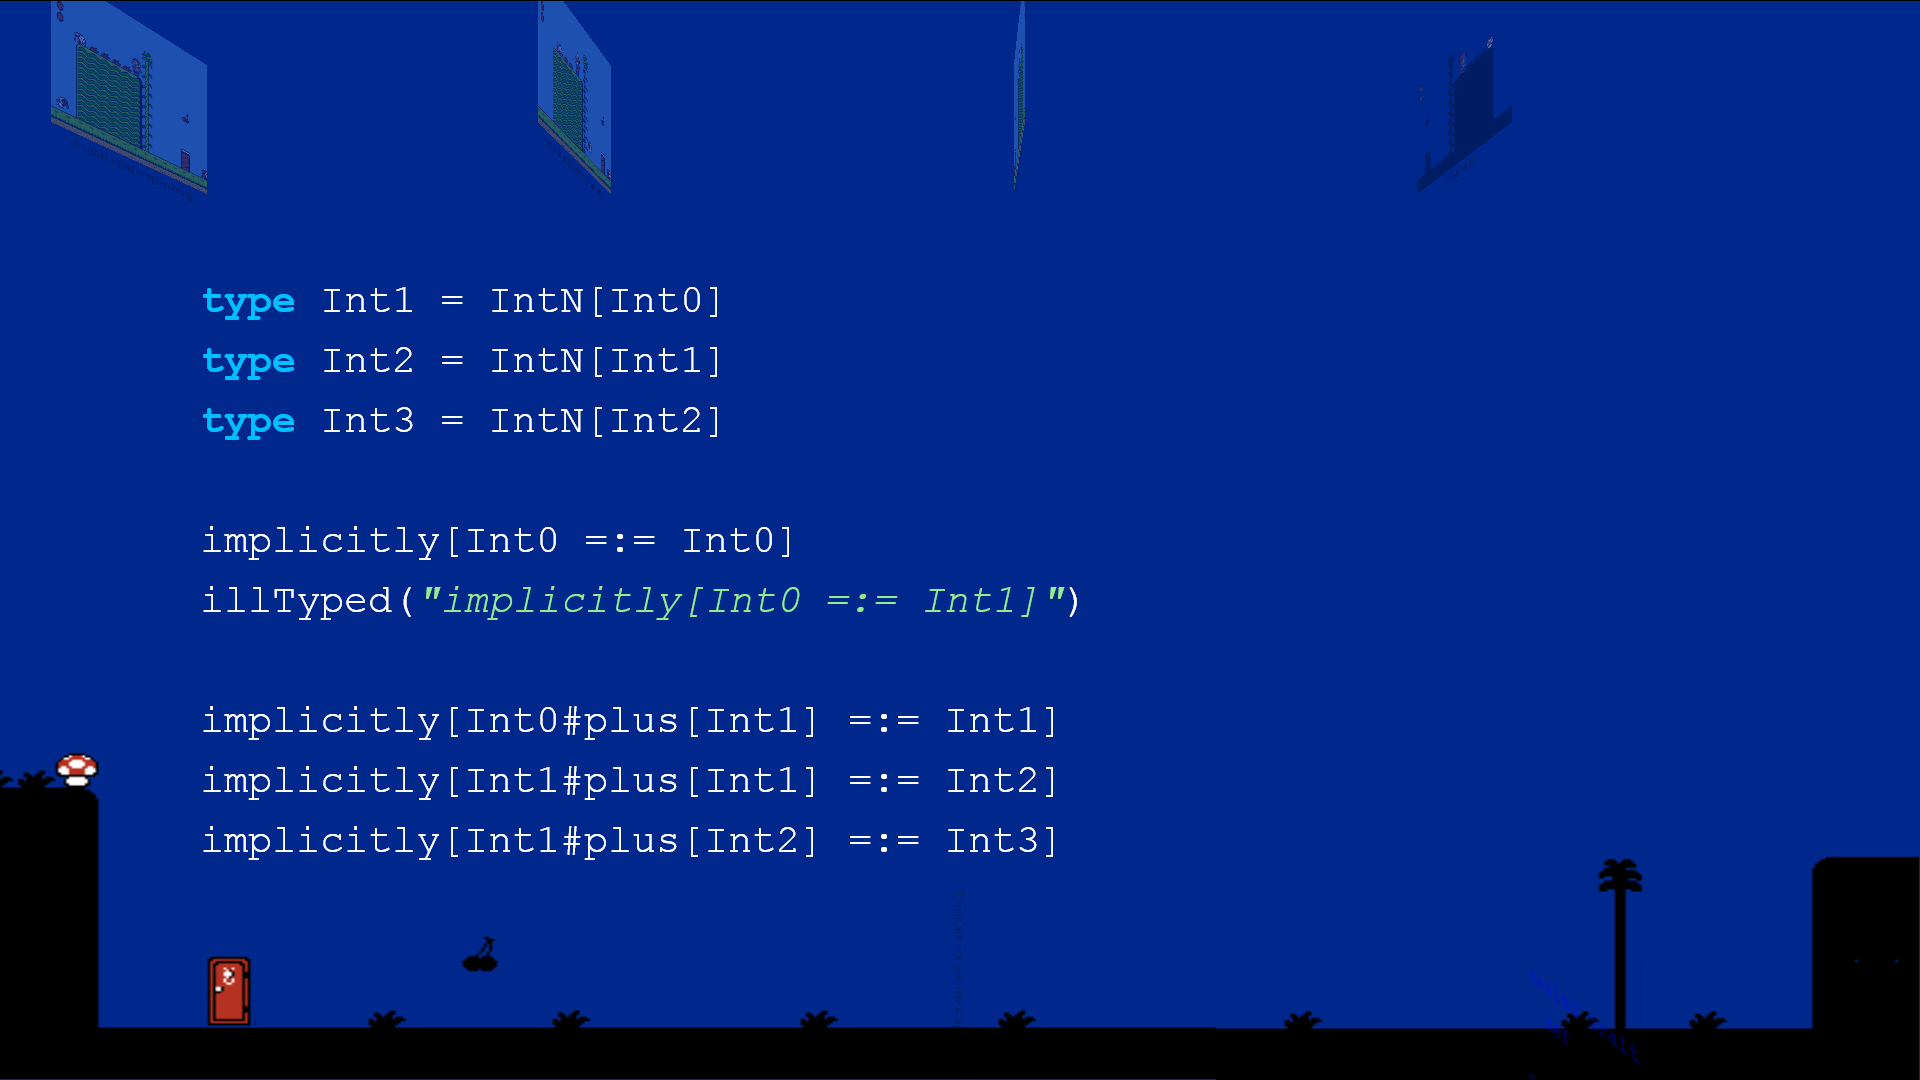 type Int1 = IntN[Int0]
type Int2 = IntN[Int1]
type Int3 = IntN[Int2]
implicitly[Int0 =:= Int0]
illTyped("implicitly[Int0 =:= Int1]")
implicitly[Int0#plus[Int1] =:= Int1]
implicitly[Int1#plus[Int1] =:= Int2]
implicitly[Int1#plus[Int2] =:= Int3]